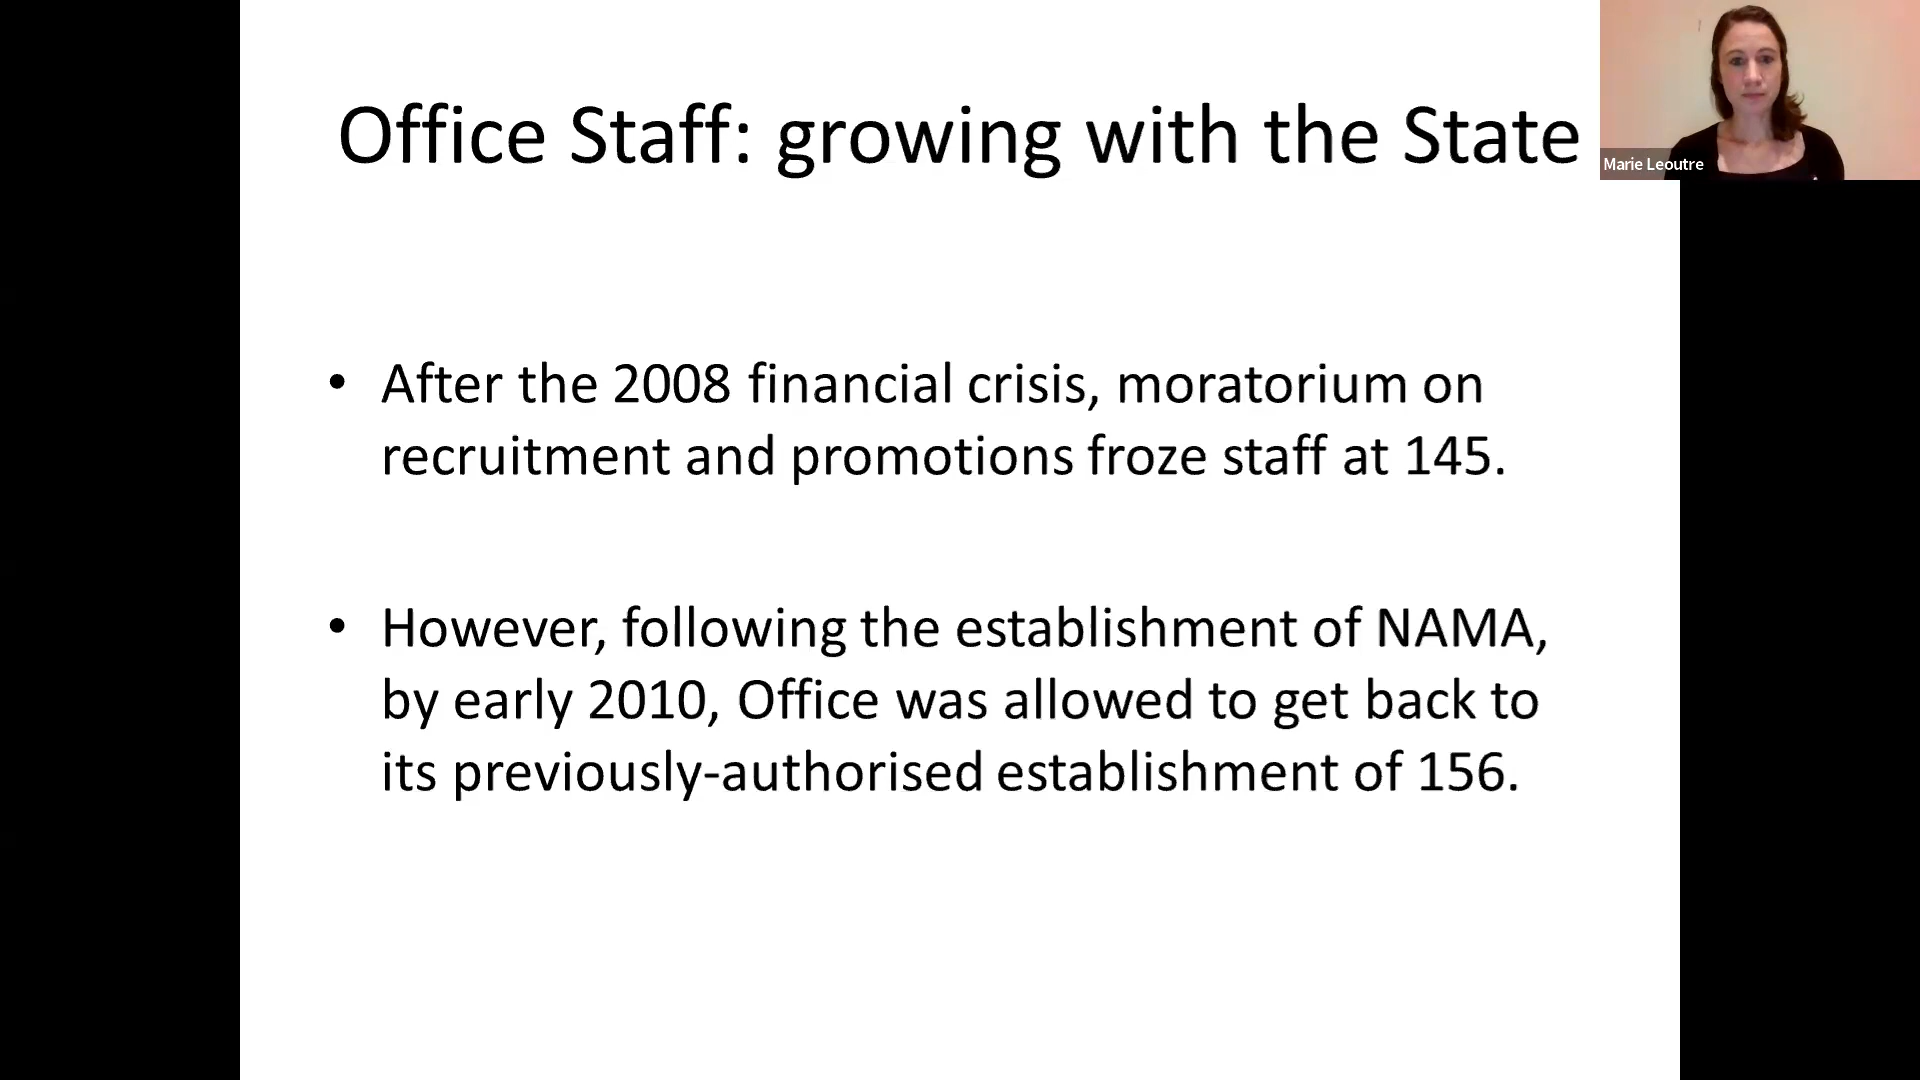 Office Staff: growing with the State
Marie Leoutre
• After the 2008 financial crisis, moratorium on
recruitment and promotions froze staff at 145.
• However, following the establishment of NAMA,
by early 2010, Office was allowed to get back to
its previously-authorised establishment of 156.